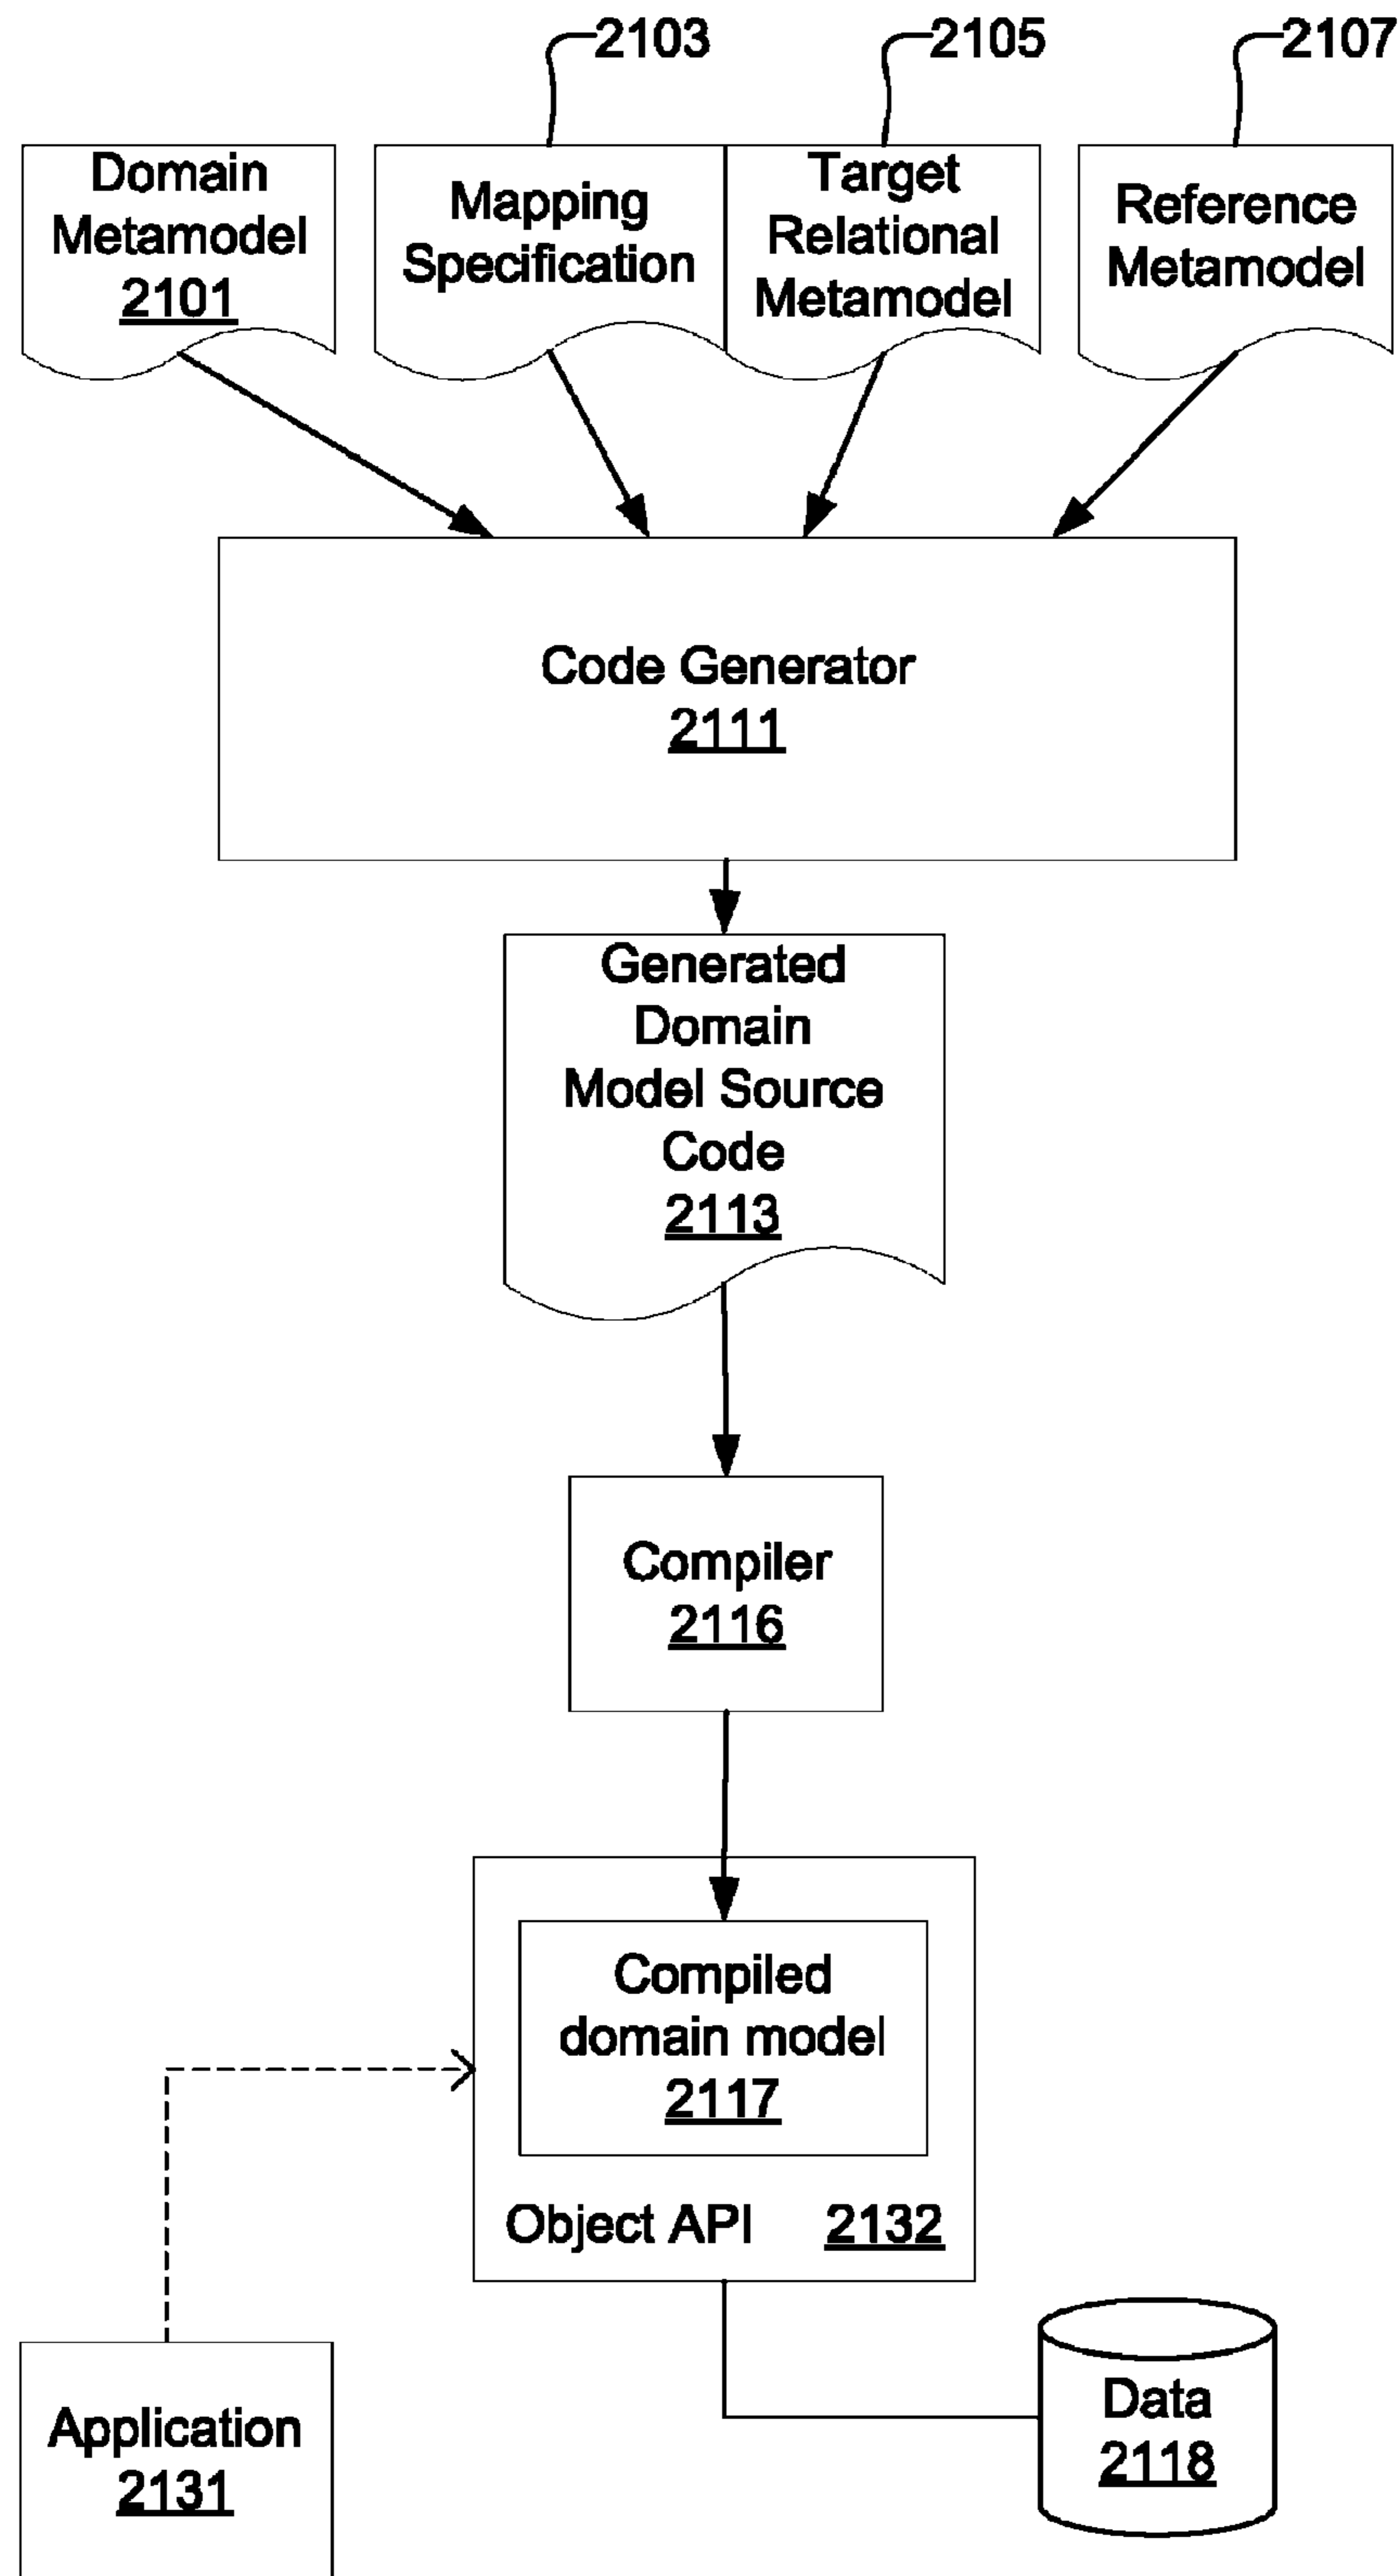 2103
2105
2107
Domain
Metamodel
2101
Mapping
Specification
Target
Relational
Metamodel
Reference
Metamodel
Code Generator
2111
Generated
Domain
Model Source
Code
2113
Compiler
2116
Compiled
domain model
2117
Object API 2132
Application
2131
Data
2118